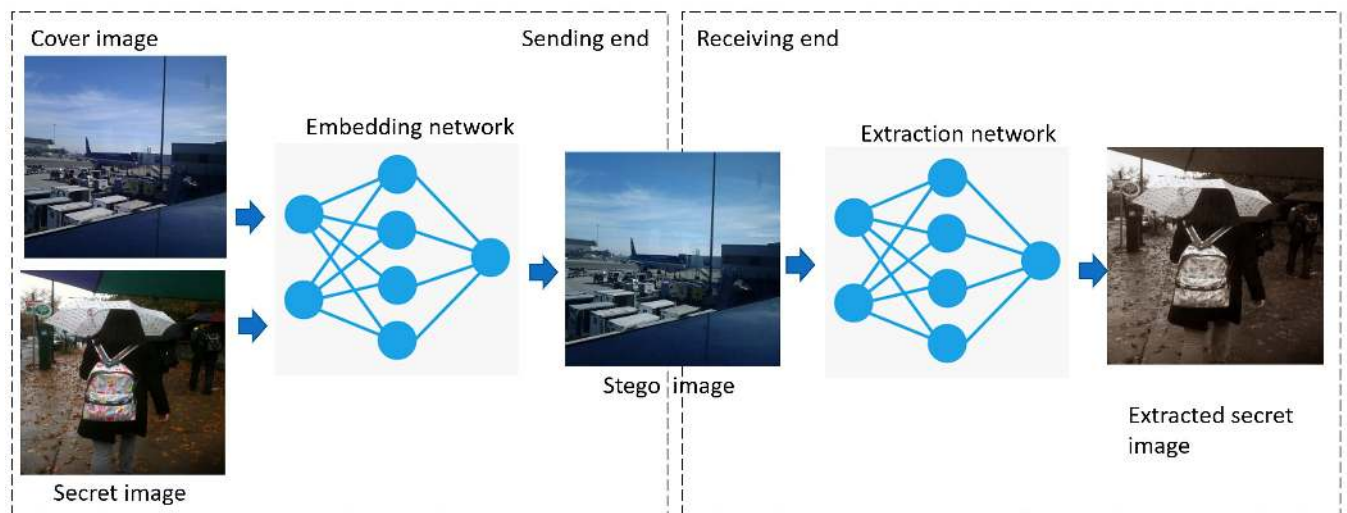 Cover image
Sending end
Receiving end
Embedding network
Extraction network
Stego image
Extracted secret
image
Secret image